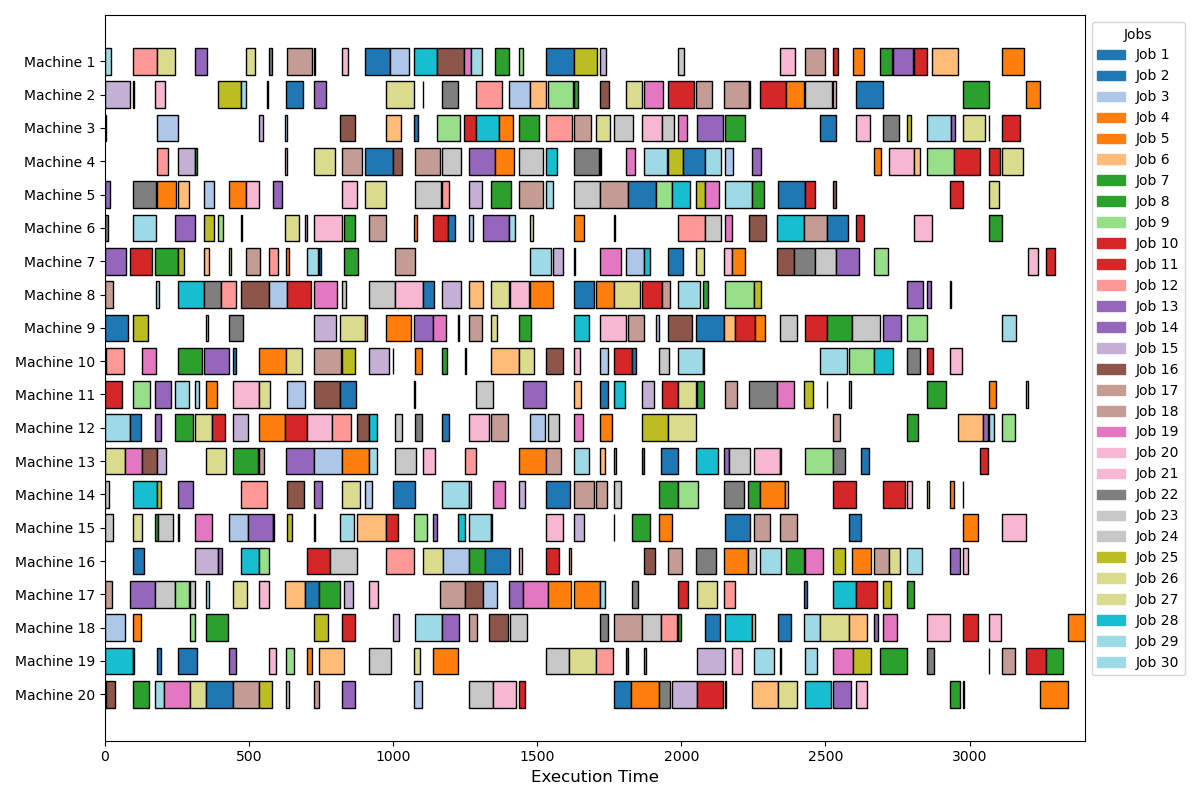 Machine 1
Machine 2
Machine 3
Machine 4
Machine 5
Machine 6
Machine 7
Machine 8
Machine 9
Machine 10
Machine 11
Machine 12
Machine 13
Machine 14
Machine 15
Machine 16
Machine 17
Machine 18
Machine 19
Machine 20
0 500 1000 1500 2000 2500 3000
Execution Time
Jobs
Job 1
Job 2
Job 3
Job 4
Job 5
Job 6
Job 7
Job 8
Job 9
Job 10
Job 11
Job 12
Job 13
Job 14
Job 15
Job 16
Job 17
Job 18
Job 19
Job 20
Job 21
Job 22
Job 23
Job 24
Job 25
Job 26
Job 27
Job 28
Job 29
Job 30